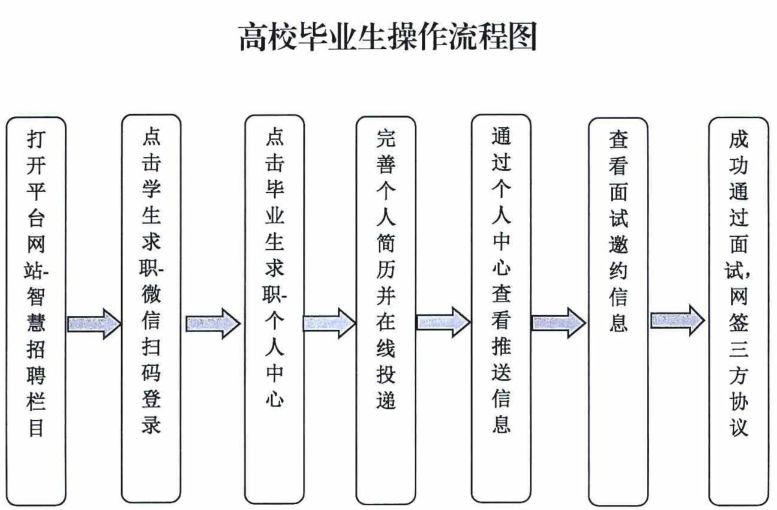 高校毕业生操作流程图
打开平台网站-智慧招聘栏目
点击学生求职-微信扫码登录
点击毕业生求职-个人中心
完善个人简历并在线投递
通过个人中心查看推送信息
查看面试邀约信息
成功通过面试,网签三方协议